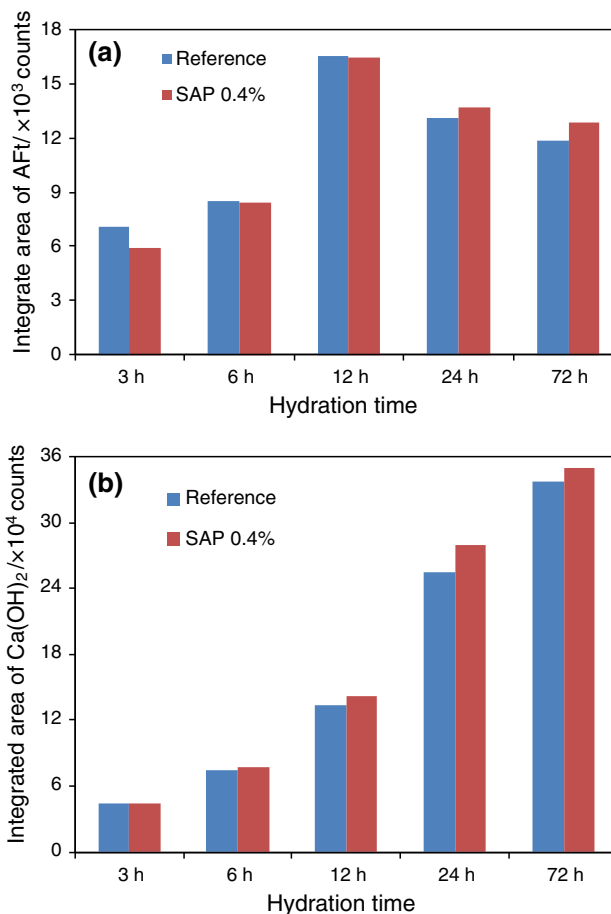 (a)
Reference
SAP 0.4%
Integrate area of AFt/×10³ counts
18
15
12
9
6
3
0
3 h 6 h 12 h 24 h 72 h
Hydration time
(b)
Reference
SAP 0.4%
Integrated area of Ca(OH)₂/×10⁴ counts
36
30
24
18
12
6
0
3 h 6 h 12 h 24 h 72 h
Hydration time